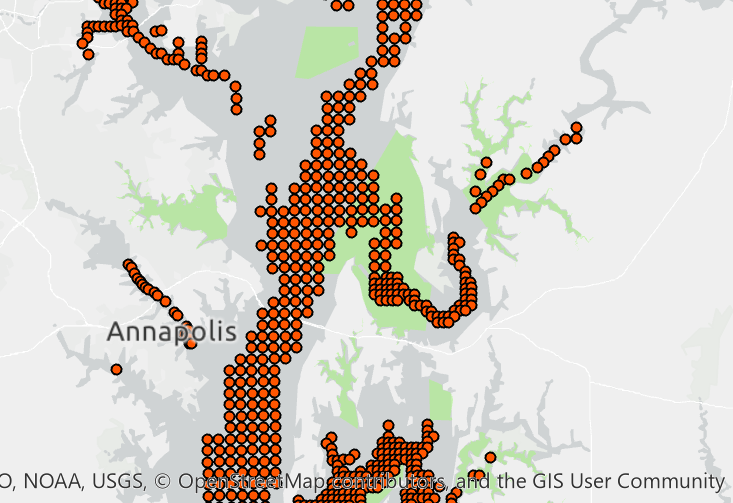 Annapolis
O, NOAA, USGS, © OpenStreetMap contributors, and the GIS User Community